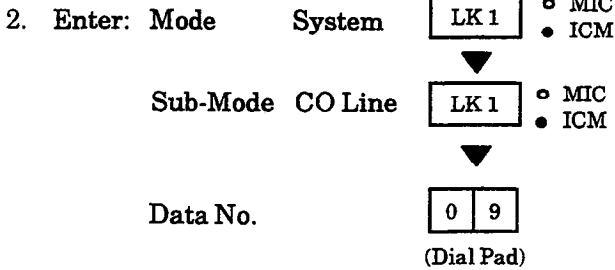 2. Enter: Mode System LK 1 MIC
ICM
Sub-Mode CO Line LK 1 MIC
ICM
Data No. 0 9
(Dial Pad)